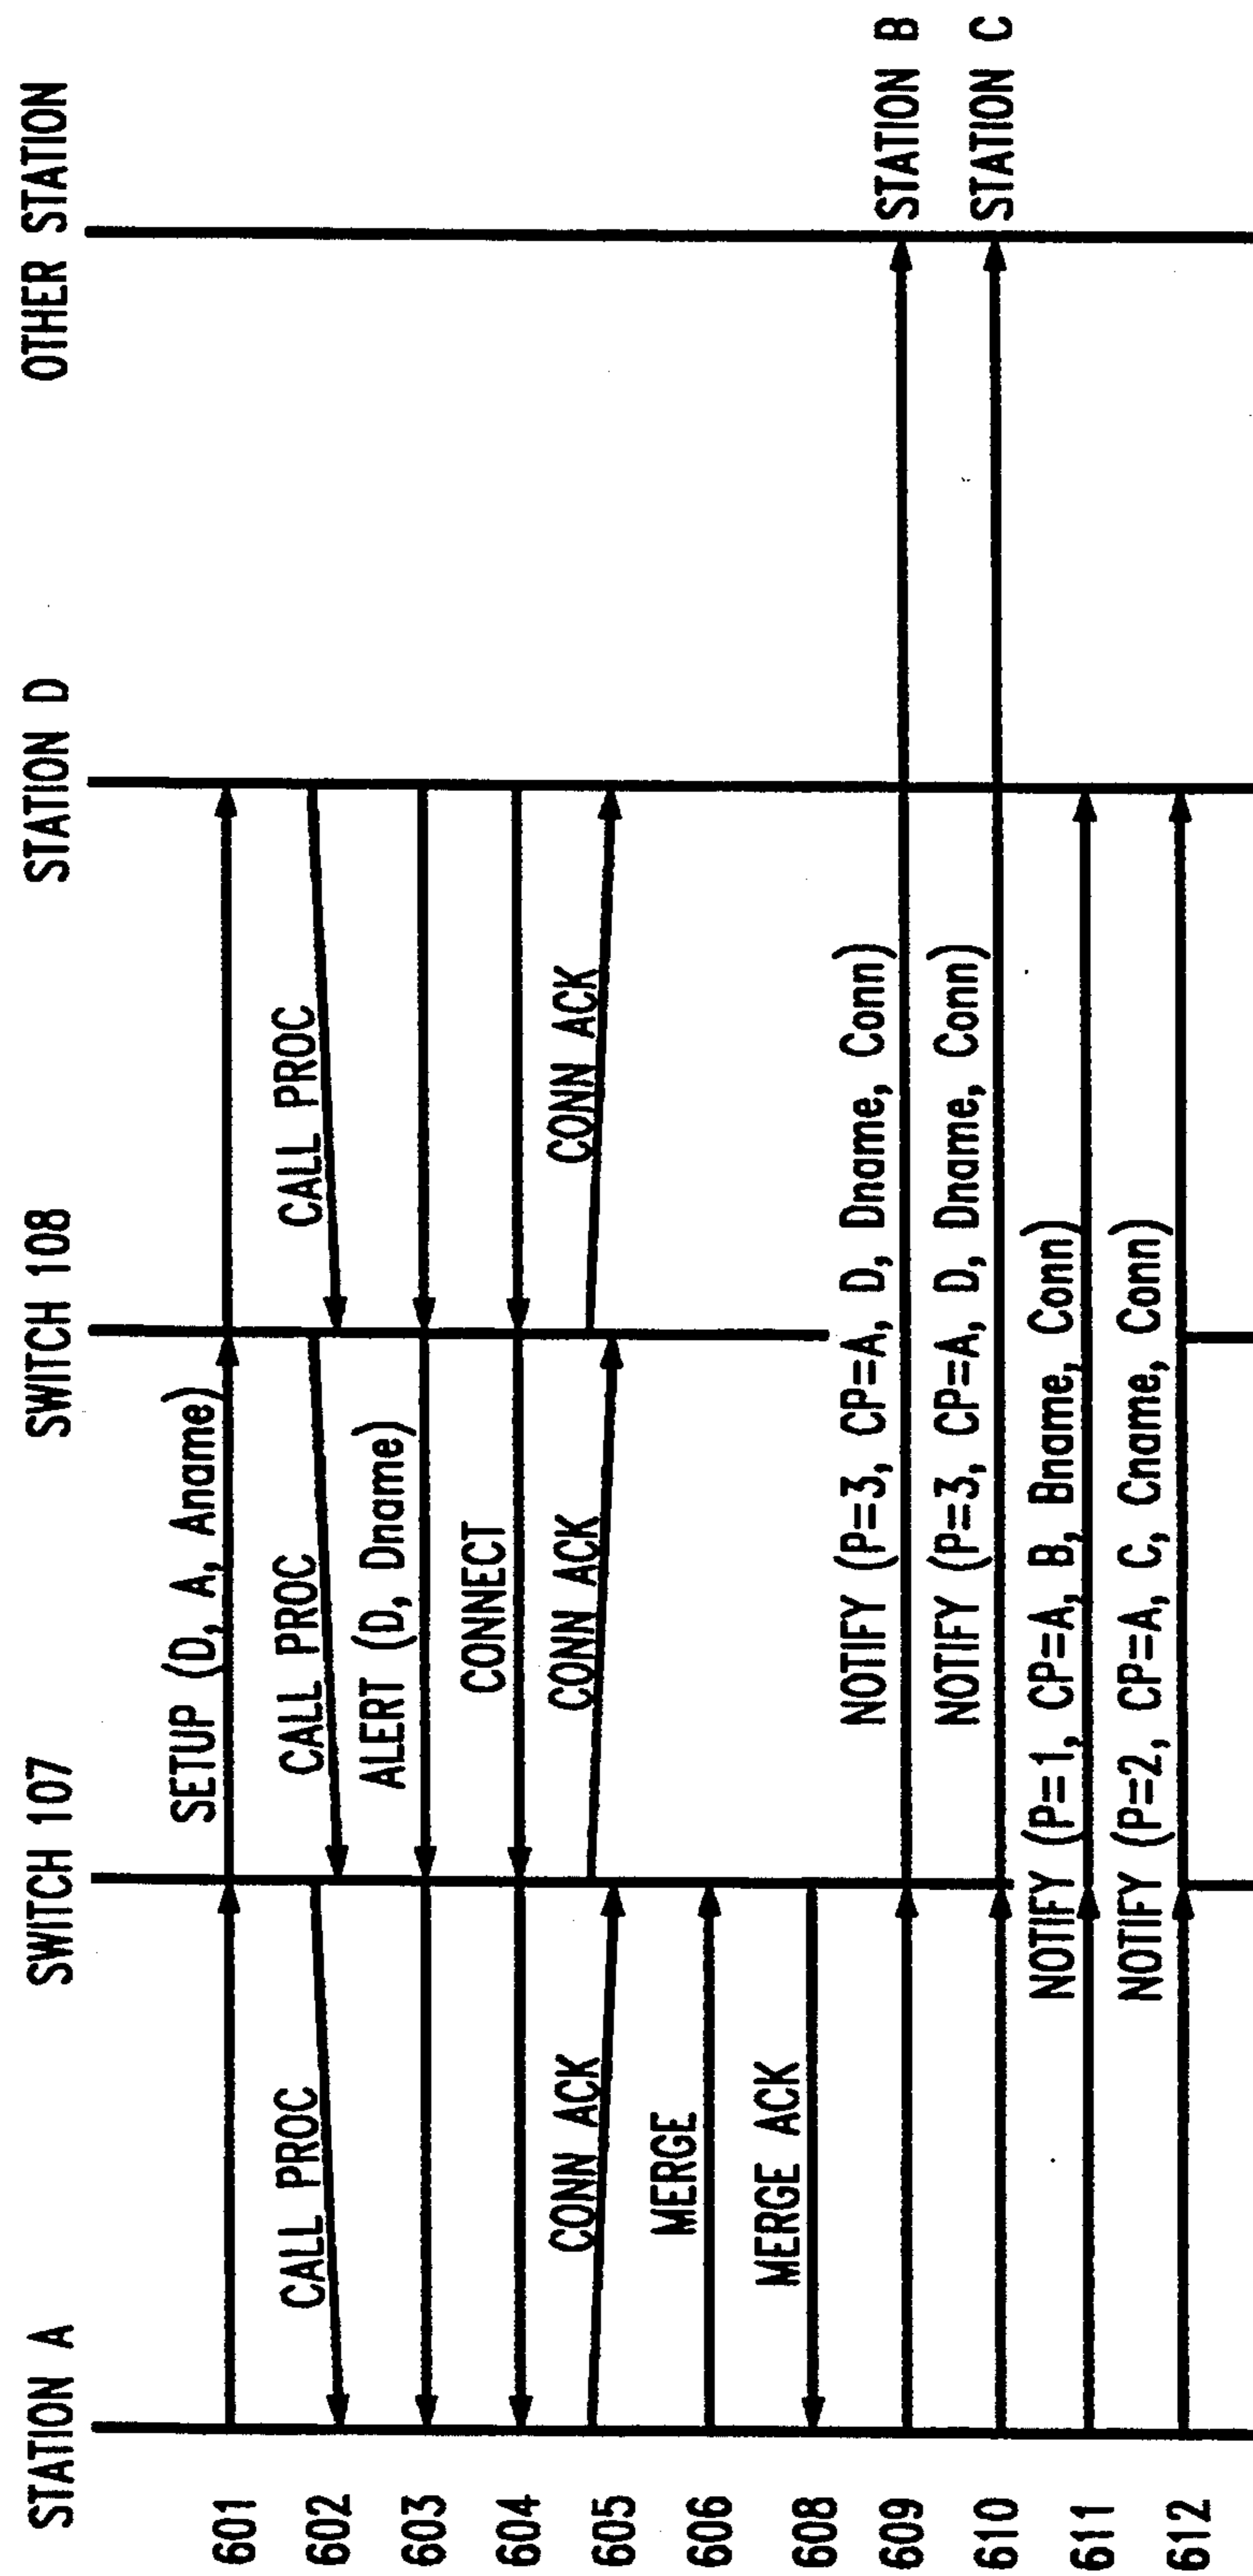 STATION A
SWITCH 107
SWITCH 108
STATION D
OTHER STATION
601
SETUP (D, A, Aname)
602
CALL PROC
CALL PROC
CALL PROC
603
ALERT (D, Dname)
604
CONNECT
605
CONN ACK
CONN ACK
CONN ACK
606
MERGE
608
MERGE ACK
609
NOTIFY (P=3, CP=A, D, Dname, Conn)
STATION B
610
NOTIFY (P=3, CP=A, D, Dname, Conn)
STATION C
611
NOTIFY (P=1, CP=A, B, Bname, Conn)
612
NOTIFY (P=2, CP=A, C, Cname, Conn)